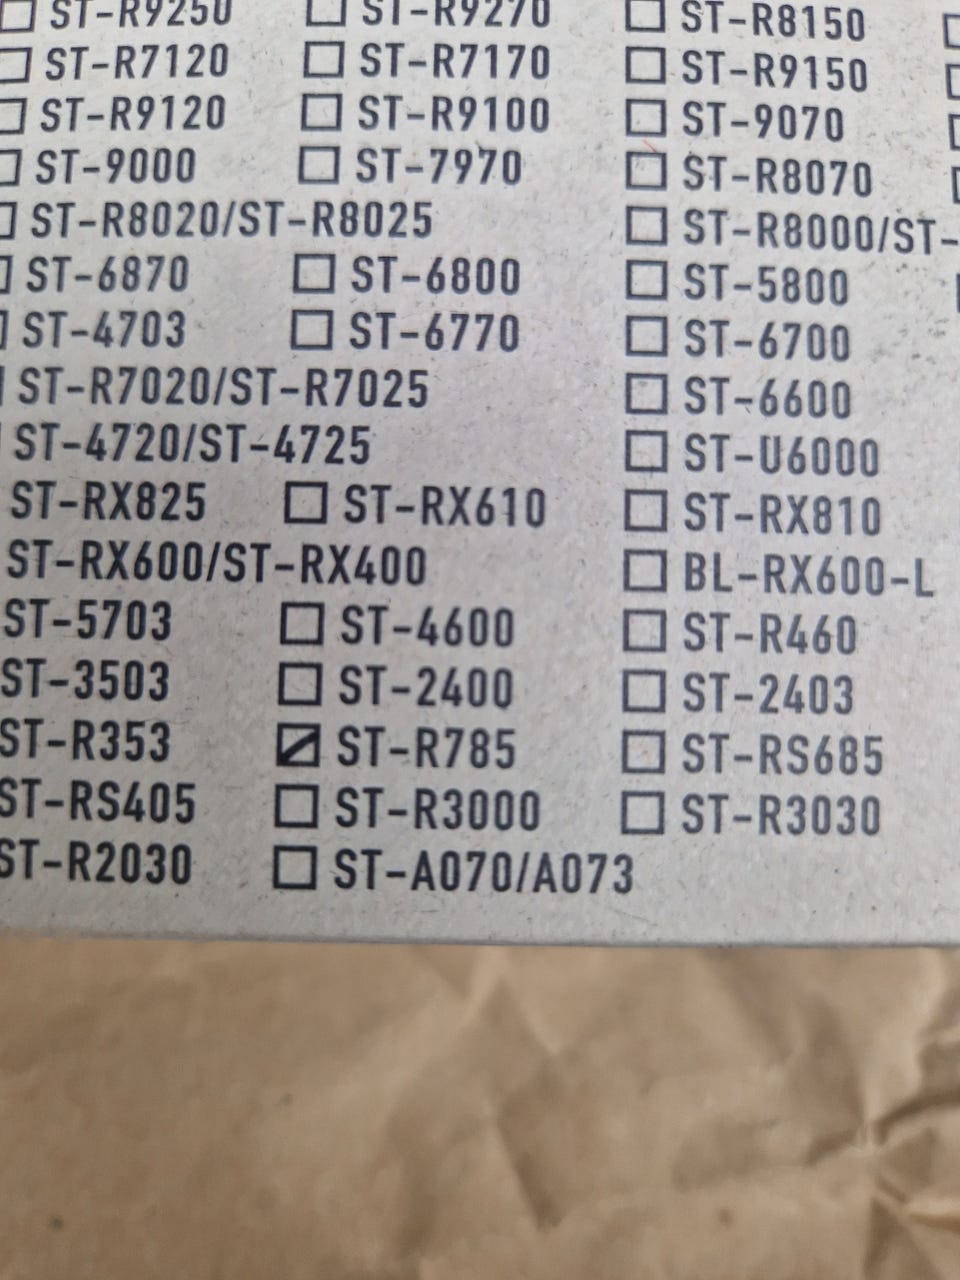 ST-R9250 ST-R9270 ST-R8150
ST-R7120 ST-R7170 ST-R9150
ST-R9120 ST-R9100 ST-9070
ST-9000 ST-7970 ST-R8070
ST-R8020/ST-R8025 ST-R8000/ST-
ST-6870 ST-6800 ST-5800
ST-4703 ST-6770 ST-6700
ST-R7020/ST-R7025 ST-6600
ST-4720/ST-4725 ST-U6000
ST-RX825 ST-RX610 ST-RX810
ST-RX600/ST-RX400 BL-RX600-L
ST-5703 ST-4600 ST-R460
ST-3503 ST-2400 ST-2403
ST-R353 ST-R785 ST-RS685
ST-RS405 ST-R3000 ST-R3030
ST-R2030 ST-A070/A073